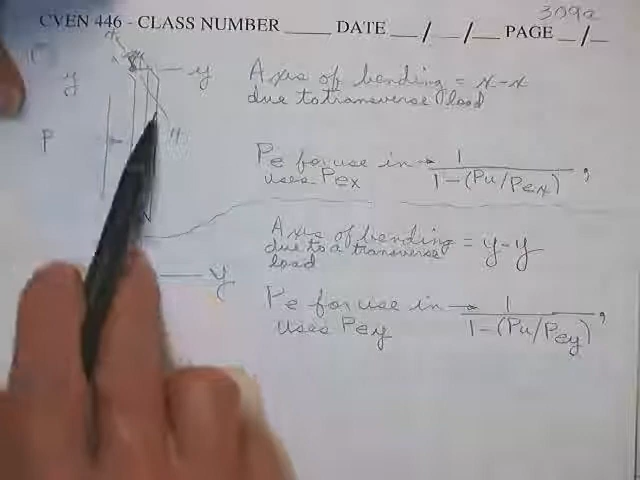 309a
CVEN 446 - CLASS NUMBER ____ DATE __/__/__ PAGE __/__
y y
Axis of bending = x-x
due to transverse load
P
x
Pe for use in → 1
uses Pex 1-(Pu/Pex) ,
Axis of bending = y-y
due to a transverse
load
y
Pe for use in → 1
uses Pey 1-(Pu/Pey) ,